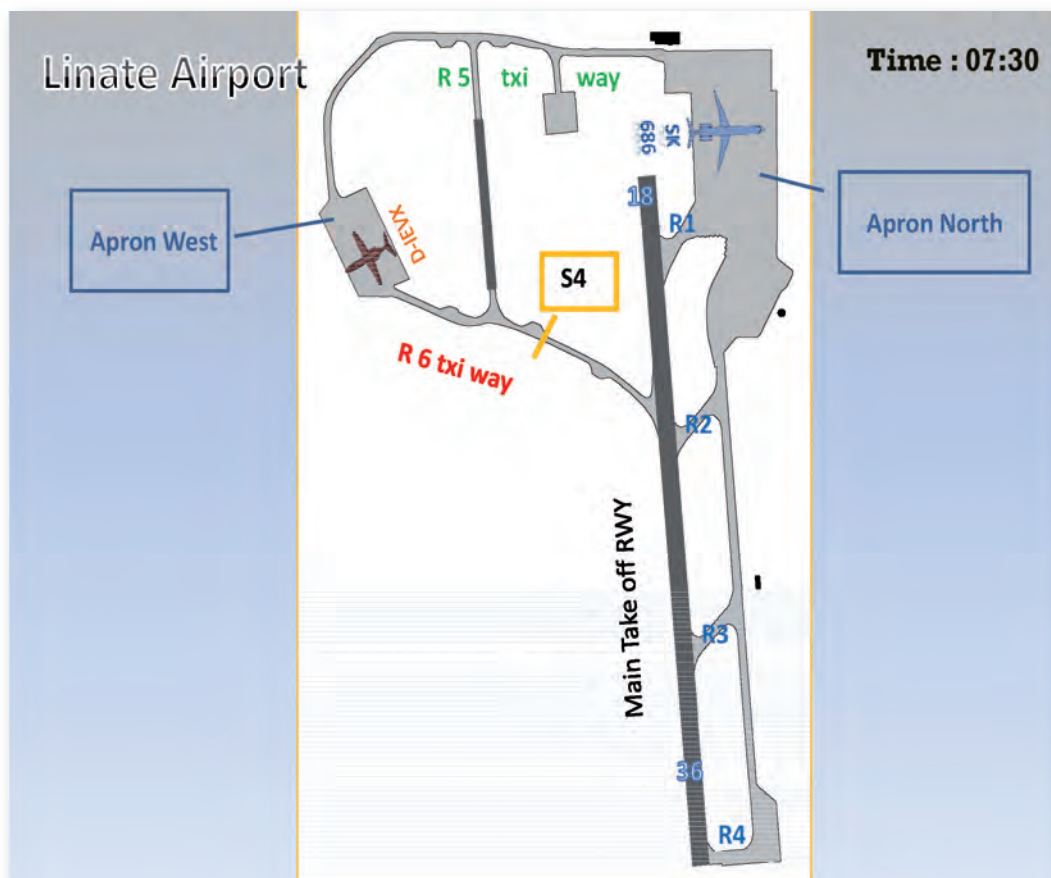 Linate Airport
Time : 07:30
R 5 txi way
SK
686
18
R1
Apron West
D-IEVX
Apron North
S4
R 6 txi way
R2
Main Take off RWY
R3
36
R4